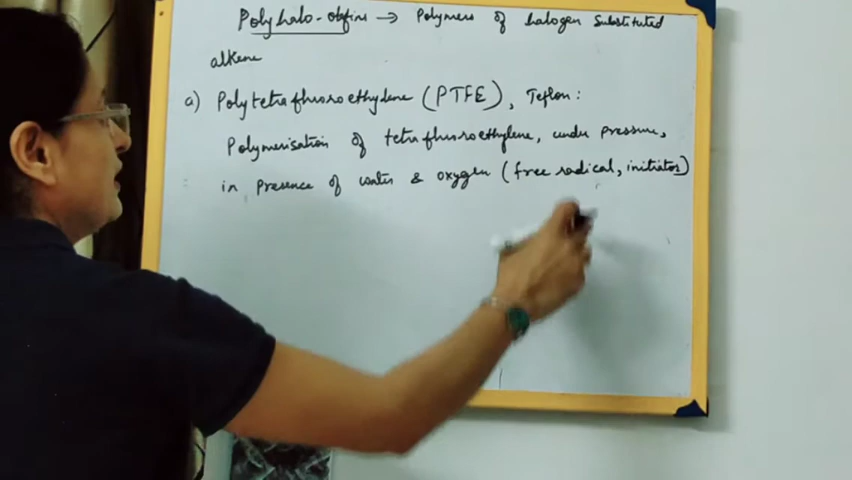 Polyhalo-olefins → Polymers of halogen Substituted
alkene
a) Polytetrafluoroethylene (PTFE), Teflon:
Polymerisation of tetrafluoroethylene, under pressure,
in presence of water & oxygen (free radical, initiator)